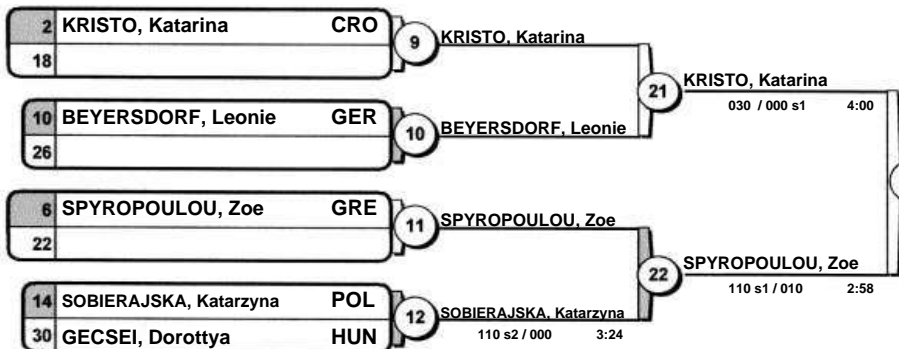 2 KRISTO, Katarina CRO
18
9
KRISTO, Katarina
10 BEYERSDORF, Leonie GER
26
10
BEYERSDORF, Leonie
21
KRISTO, Katarina
030 / 000 s1 4:00
6 SPYROPOULOU, Zoe GRE
22
11
SPYROPOULOU, Zoe
14 SOBIERAJSKA, Katarzyna POL
30 GECSEI, Dorottya HUN
12
SOBIERAJSKA, Katarzyna
110 s2 / 000 3:24
22
SPYROPOULOU, Zoe
110 s1 / 010 2:58